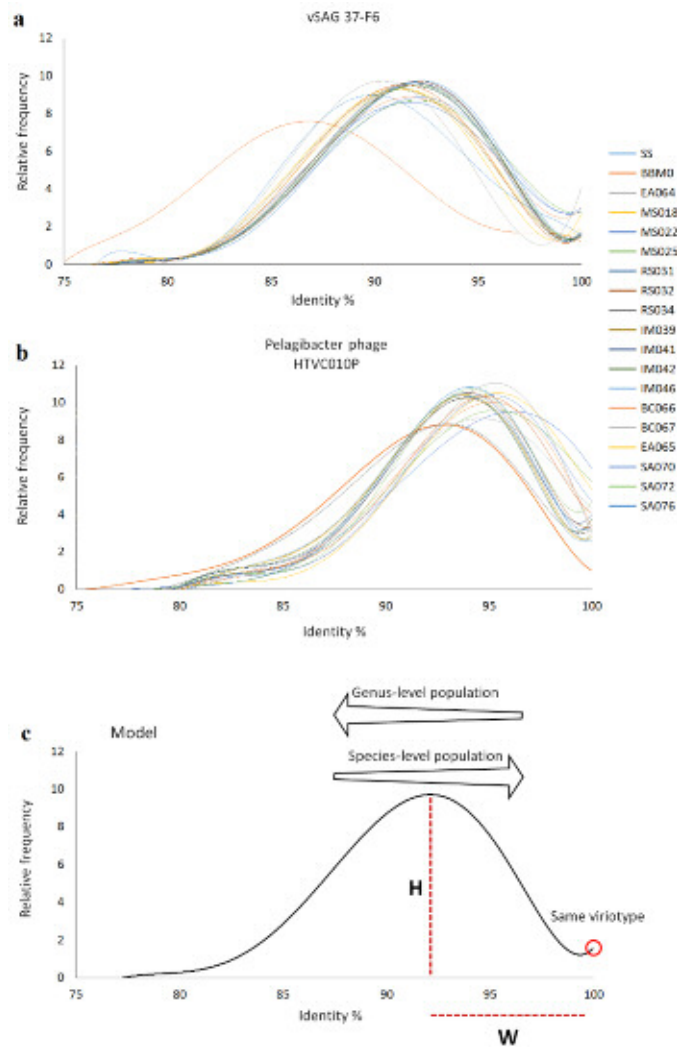 a
vSAG 37-F6
12
10
8
6
4
2
0
Relative frequency
75 80 85 90 95 100
Identity %
SS
BBM0
EA064
MS018
MS022
MS025
RS031
RS032
RS034
IM039
IM041
IM042
IM046
BC066
BC067
EA065
SA070
SA072
SA076
b
Pelagibacter phage
HTVC010P
12
10
8
6
4
2
0
Relative frequency
75 80 85 90 95 100
Identity %
Genus-level population
c
Model
Species-level population
12
10
8
6
4
2
0
Relative frequency
H
Same viriotype
75 80 85 90 95 100
Identity %
W